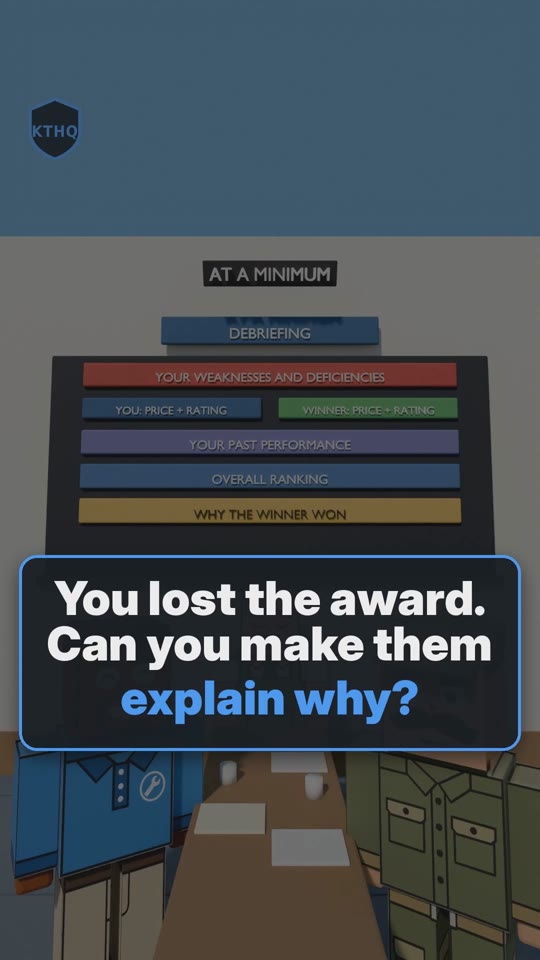 KTHQ
AT A MINIMUM
DEBRIEFING
YOUR WEAKNESSES AND DEFICIENCIES
YOU: PRICE + RATING
WINNER: PRICE + RATING
YOUR PAST PERFORMANCE
OVERALL RANKING
WHY THE WINNER WON
You lost the award.
Can you make them
explain why?